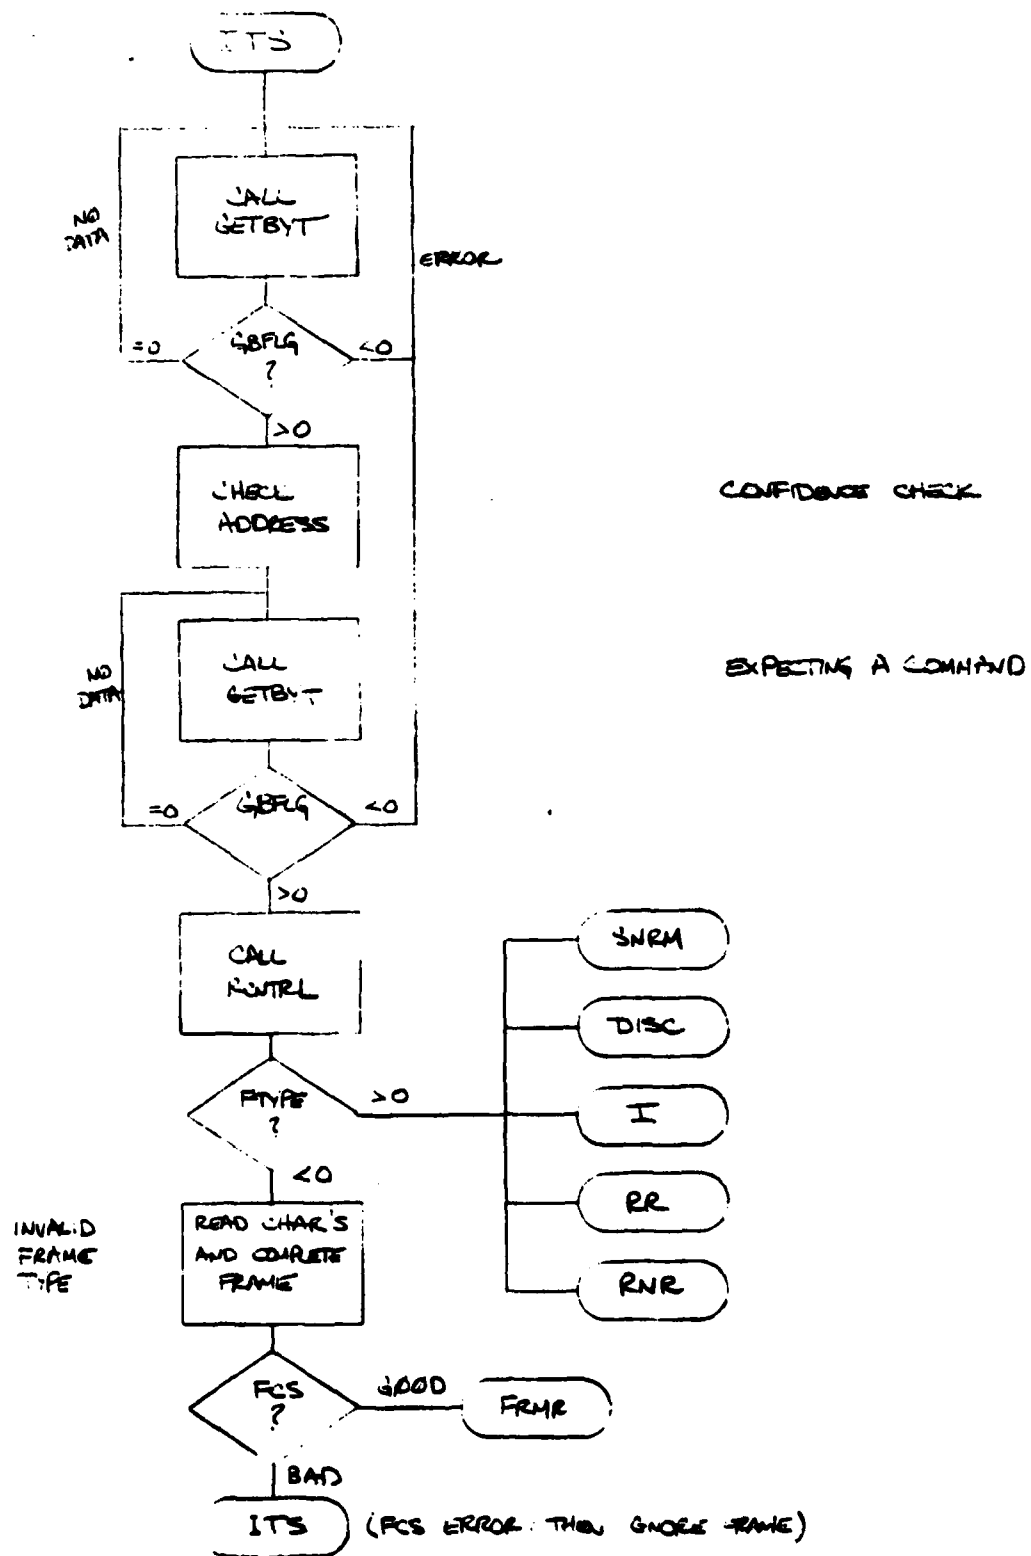 ITS
CALL
GETBYT
NO
DATA
ERROR
=0
GBFLG
?
<0
>0
CHECK
ADDRESS
CONFIDENCE CHECK
CALL
GETBYT
NO
DATA
EXPECTING A COMMAND
=0
GBFLG
<0
>0
CALL
RCNTRL
SNRM
DISC
FTYPE
?
>0
I
<0
RR
INVALID
FRAME
TYPE
READ CHAR'S
AND COMPLETE
FRAME
RNR
FCS
?
GOOD
FRMR
BAD
ITS
(FCS ERROR: THEN IGNORE FRAME)